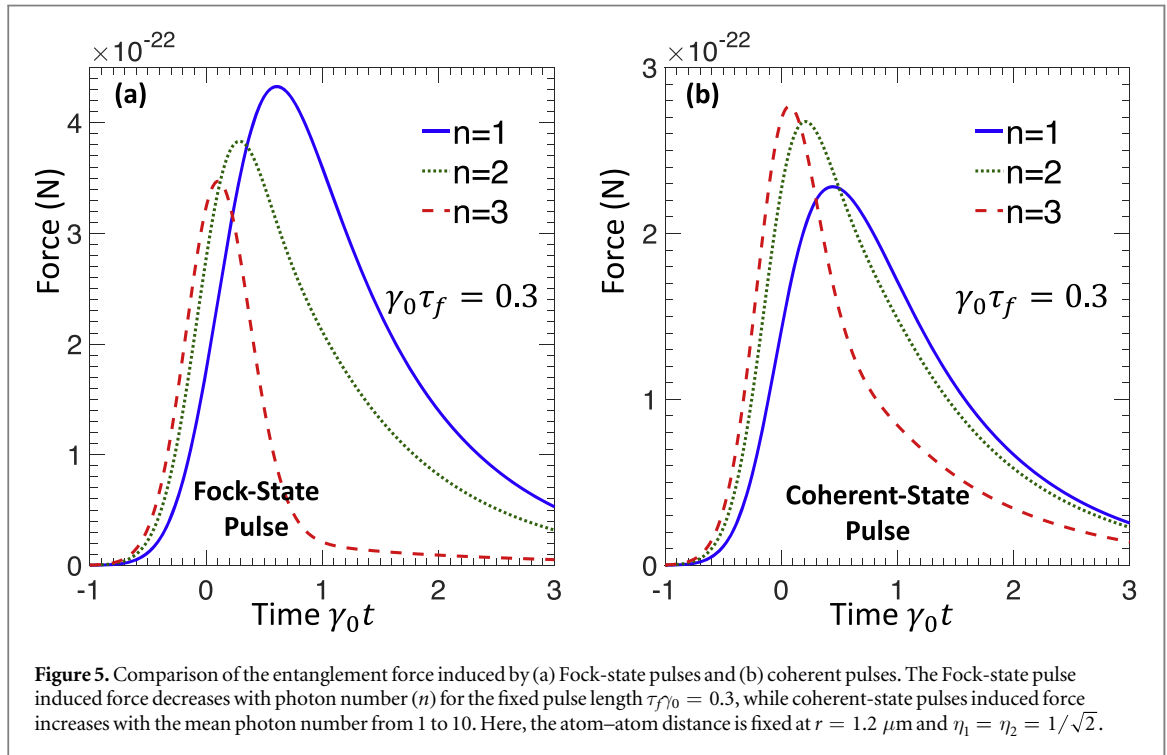 ×10⁻²²
(a)
n=1
n=2
n=3
γ₀τ_f = 0.3
Fock-State
Pulse
Force (N)
4
3
2
1
0
-1 0 1 2 3
Time γ₀t
×10⁻²²
(b)
n=1
n=2
n=3
γ₀τ_f = 0.3
Coherent-State
Pulse
Force (N)
3
2
1
0
-1 0 1 2 3
Time γ₀t
Figure 5. Comparison of the entanglement force induced by (a) Fock-state pulses and (b) coherent pulses. The Fock-state pulse
induced force decreases with photon number (n) for the fixed pulse length τ_fγ₀ = 0.3, while coherent-state pulses induced force
increases with the mean photon number from 1 to 10. Here, the atom–atom distance is fixed at r = 1.2 μm and η₁ = η₂ = 1/√2.